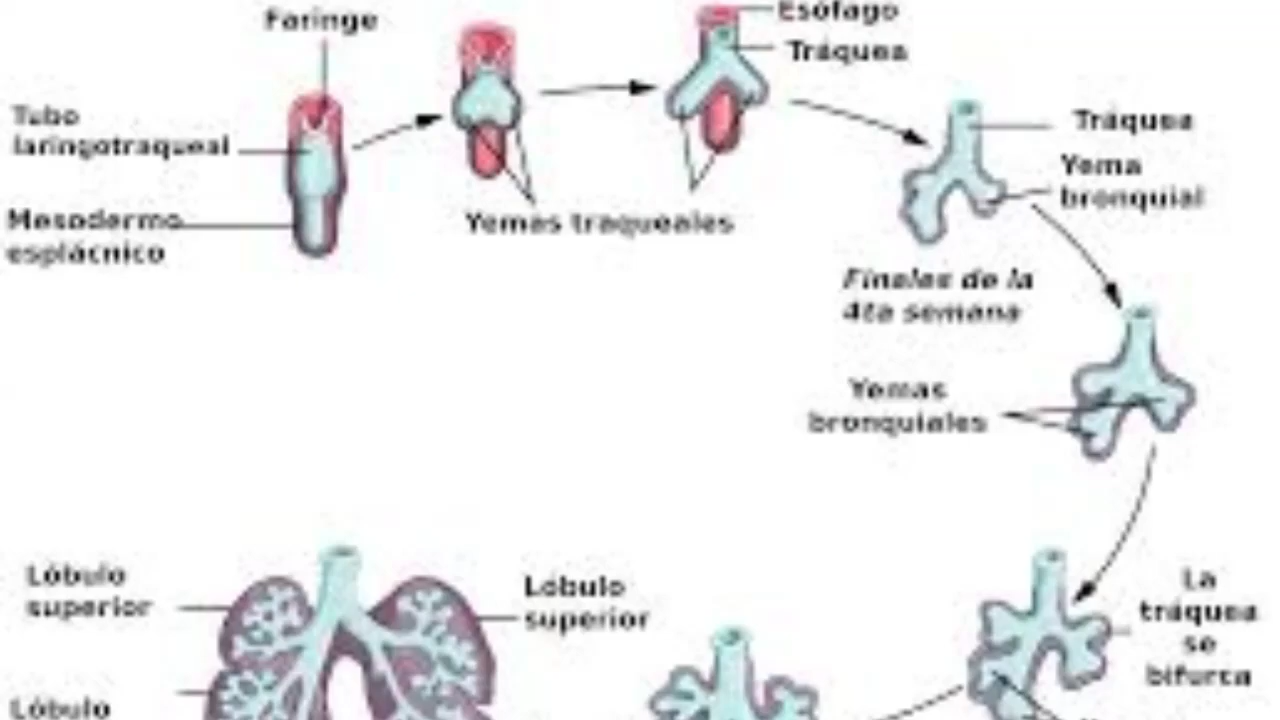 Faringe
Esófago
Tráquea
Tubo
laringotraqueal
Mesodermo
esplácnico
Yemas traqueales
Tráquea
Yema
bronquial
Finales de la
4ta semana
Yemas
bronquiales
Lóbulo
superior
Lóbulo
superior
La
tráquea
se
bifurca
Lóbulo